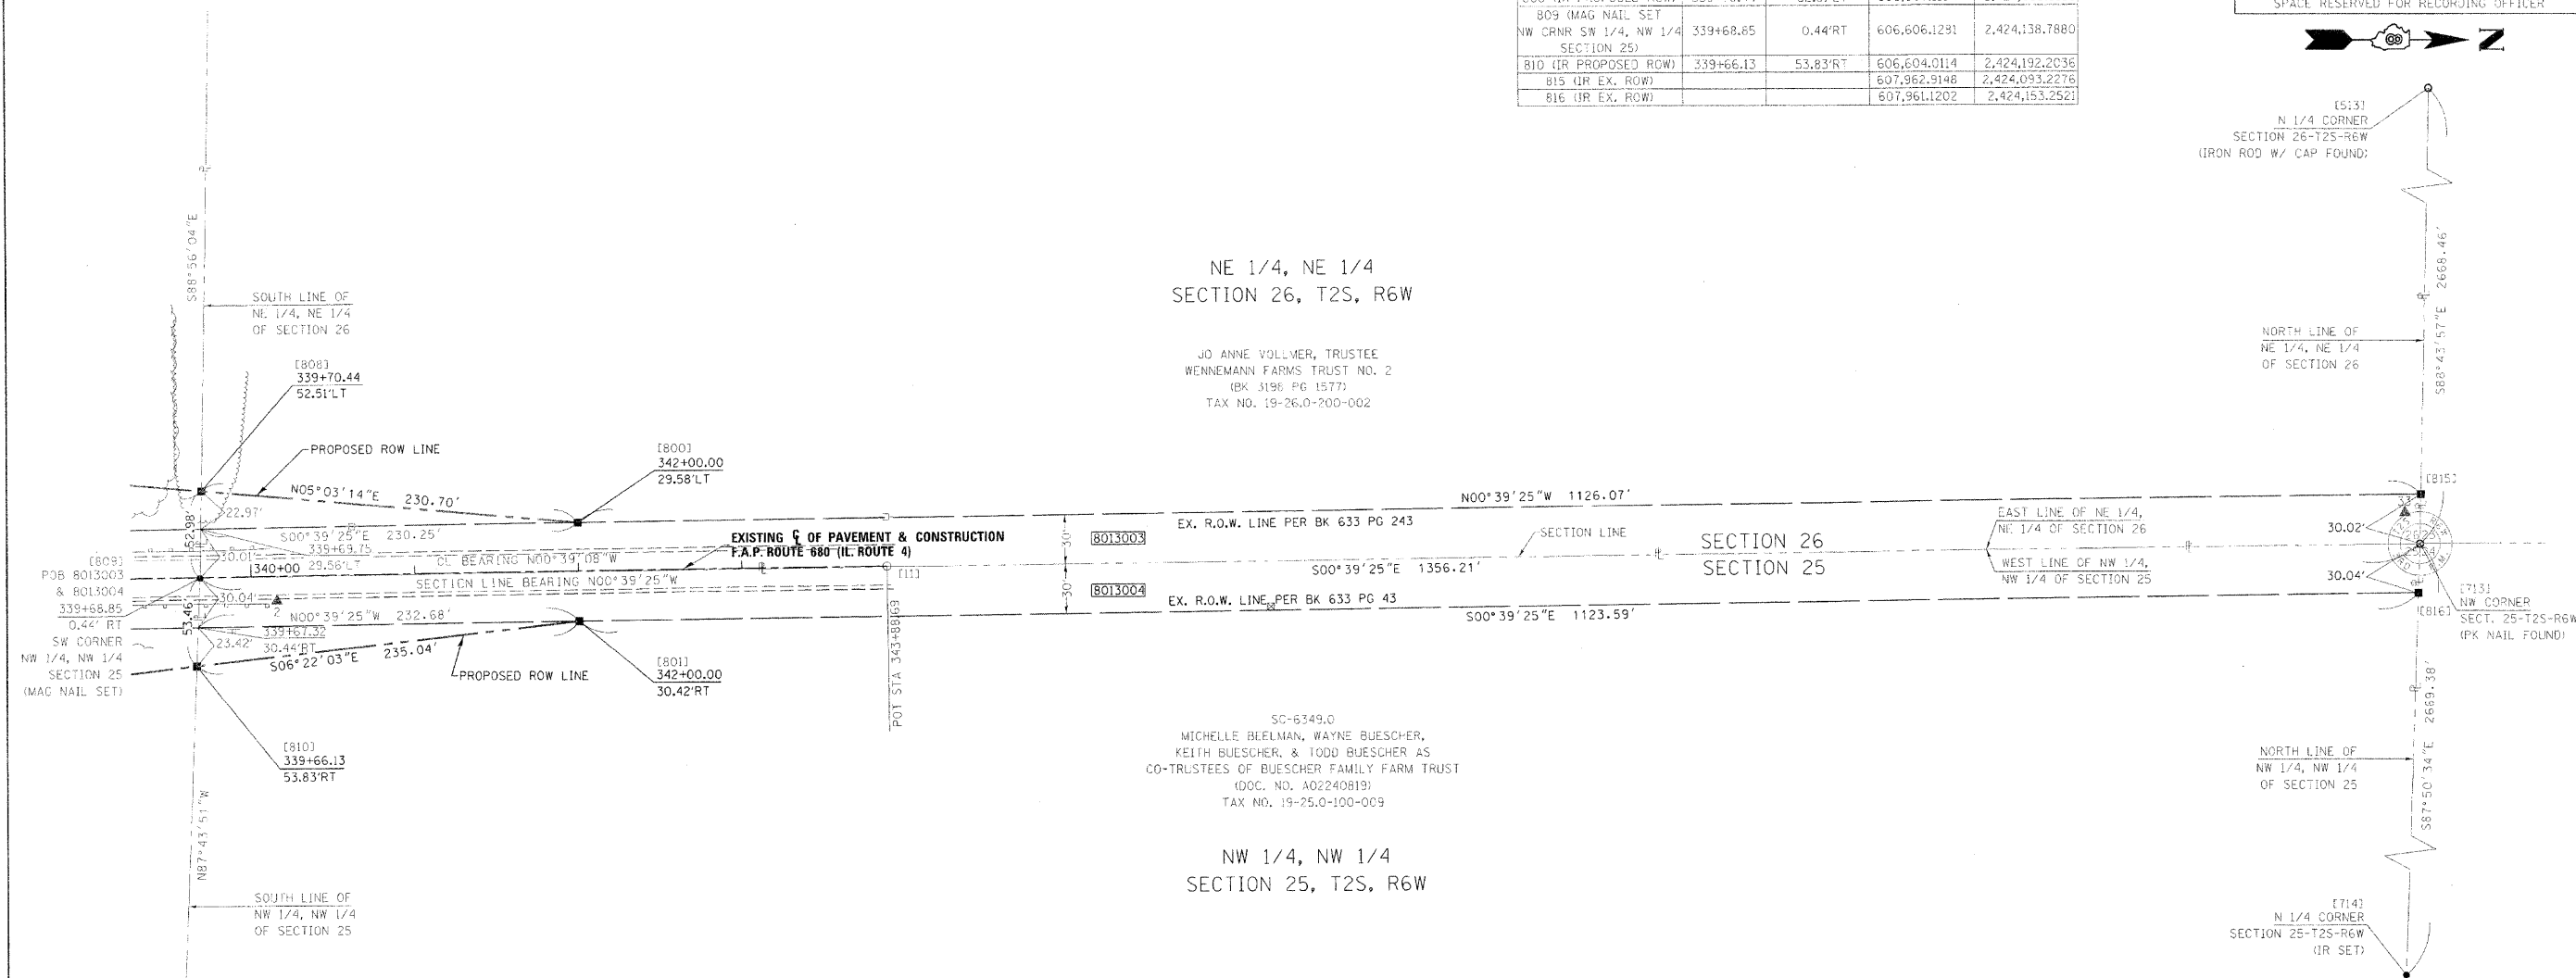 809 (MAG NAIL SET
NW CRNR SW 1/4, NW 1/4
SECTION 25)
339+68.85
0.44'RT
606,606.1281
2,424,138.7880
810 (IR PROPOSED ROW)
339+66.13
53.83'RT
606,604.0114
2,424,192.2036
815 (IR EX. ROW)
607,962.9148
2,424,093.2276
816 (IR EX. ROW)
607,961.1202
2,424,153.2521
SPACE RESERVED FOR RECORDING OFFICER
N
[513]
N 1/4 CORNER
SECTION 26-T2S-R6W
(IRON ROD W/ CAP FOUND)
S88°56'04"E
SOUTH LINE OF
NE 1/4, NE 1/4
OF SECTION 26
NE 1/4, NE 1/4
SECTION 26, T2S, R6W
S88°43'57"E 2668.46'
NORTH LINE OF
NE 1/4, NE 1/4
OF SECTION 26
JO ANNE VOLLMER, TRUSTEE
WENNEMANN FARMS TRUST NO. 2
(BK 3198 PG 1577)
TAX NO. 19-26.0-200-002
[808]
339+70.44
52.51'LT
PROPOSED ROW LINE
[800]
342+00.00
29.58'LT
N05°03'14"E 230.70'
22.97'
52.98'
S00°39'25"E 230.25'
339+69.75
29.56'LT
30.01'
340+00
CL BEARING N00°39'08"W
SECTION LINE BEARING N00°39'25"W
EXISTING ℄ OF PAVEMENT & CONSTRUCTION
F.A.P. ROUTE 680 (IL. ROUTE 4)
[11]
30'
30'
8013003
8013004
N00°39'25"W 1126.07'
EX. R.O.W. LINE PER BK 633 PG 243
SECTION LINE
SECTION 26
SECTION 25
S00°39'25"E 1356.21'
EX. R.O.W. LINE PER BK 633 PG 43
S00°39'25"E 1123.59'
EAST LINE OF NE 1/4,
NE 1/4 OF SECTION 26
WEST LINE OF NW 1/4,
NW 1/4 OF SECTION 25
[815]
33
30.02'
30.04'
[816]
[713]
NW CORNER
SECT. 25-T2S-R6W
(PK NAIL FOUND)
[809]
POB 8013003
& 8013004
339+68.85
0.44' RT
SW CORNER
NW 1/4, NW 1/4
SECTION 25
(MAG NAIL SET)
30.04'
2
53.46'
N00°39'25"W 232.68'
339+67.32
30.44'RT
23.42'
S06°22'03"E 235.04'
PROPOSED ROW LINE
[801]
342+00.00
30.42'RT
POT STA 343+88.69
[810]
339+66.13
53.83'RT
N87°43'51"W
SOUTH LINE OF
NW 1/4, NW 1/4
OF SECTION 25
SC-6349.0
MICHELLE BEELMAN, WAYNE BUESCHER,
KEITH BUESCHER, & TODD BUESCHER AS
CO-TRUSTEES OF BUESCHER FAMILY FARM TRUST
(DOC. NO. A02240819)
TAX NO. 19-25.0-100-009
NW 1/4, NW 1/4
SECTION 25, T2S, R6W
S87°50'34"E 2669.38'
NORTH LINE OF
NW 1/4, NW 1/4
OF SECTION 25
[714]
N 1/4 CORNER
SECTION 25-T2S-R6W
(IR SET)